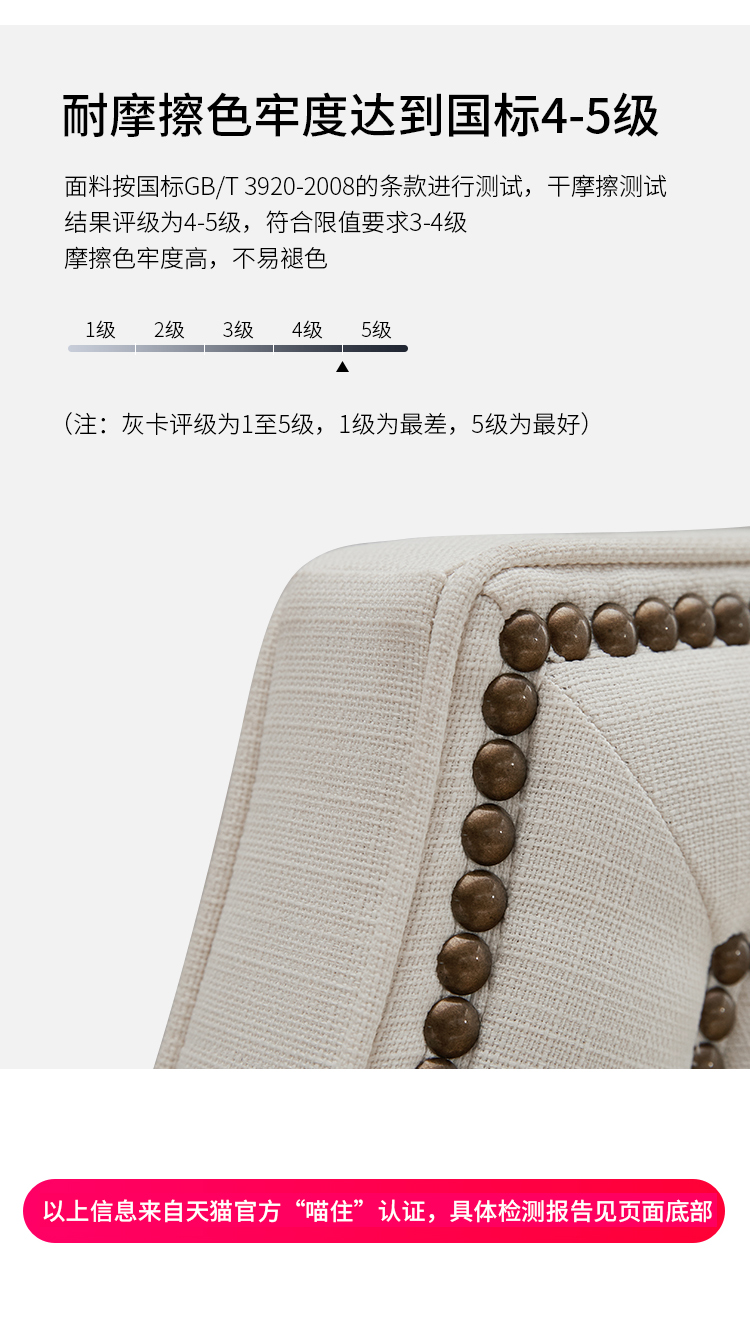 耐摩擦色牢度达到国标4-5级
面料按国标GB/T 3920-2008的条款进行测试，干摩擦测试
结果评级为4-5级，符合限值要求3-4级
摩擦色牢度高，不易褪色
1级 2级 3级 4级 5级
（注：灰卡评级为1至5级，1级为最差，5级为最好）
以上信息来自天猫官方“喵住”认证，具体检测报告见页面底部